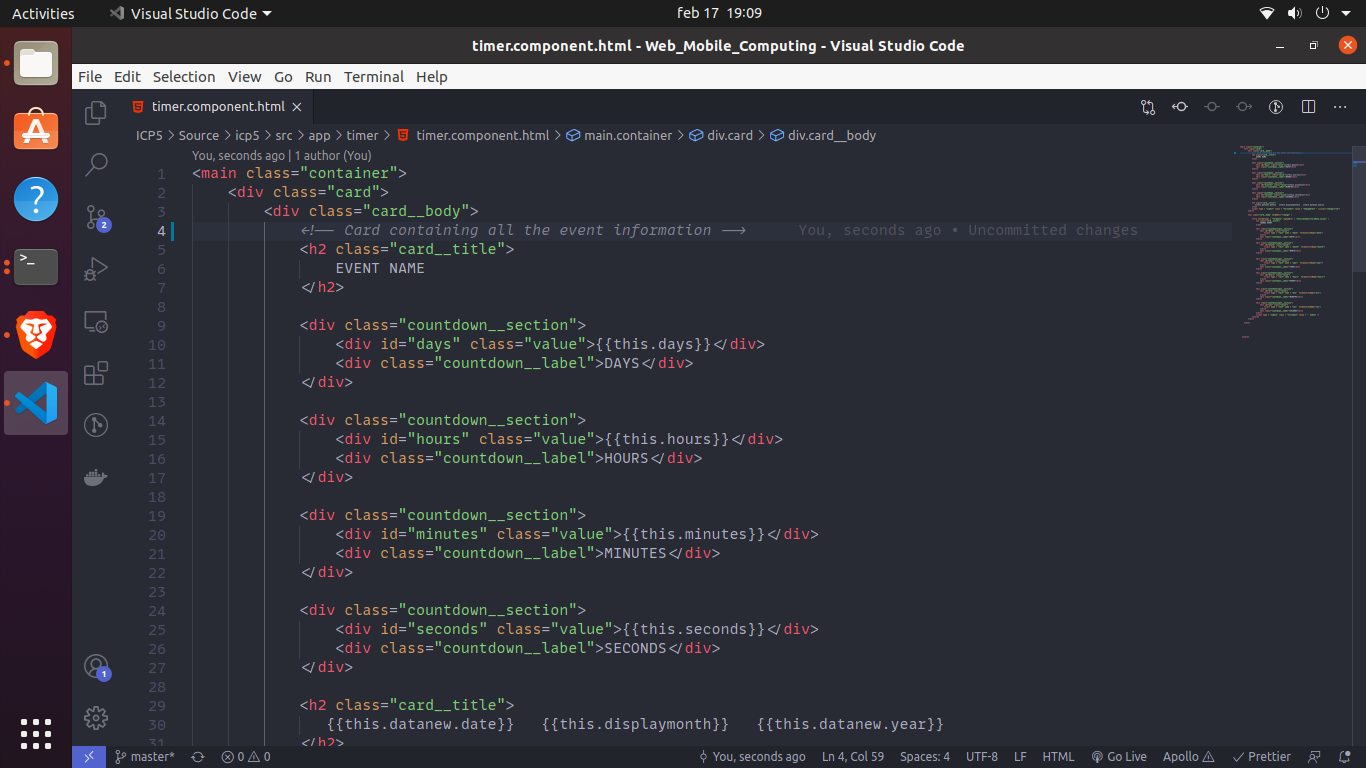 Activities
Visual Studio Code
feb 17 19:09
timer.component.html - Web_Mobile_Computing - Visual Studio Code
File Edit Selection View Go Run Terminal Help
timer.component.html
ICP5 > Source > icp5 > src > app > timer > timer.component.html > main.container > div.card > div.card__body
You, seconds ago | 1 author (You)
1 <main class="container">
2 <div class="card">
3 <div class="card__body">
4 <!-- Card containing all the event information --> You, seconds ago • Uncommitted changes
5 <h2 class="card__title">
6 EVENT NAME
7 </h2>
8
9 <div class="countdown__section">
10 <div id="days" class="value">{{this.days}}</div>
11 <div class="countdown__label">DAYS</div>
12 </div>
13
14 <div class="countdown__section">
15 <div id="hours" class="value">{{this.hours}}</div>
16 <div class="countdown__label">HOURS</div>
17 </div>
18
19 <div class="countdown__section">
20 <div id="minutes" class="value">{{this.minutes}}</div>
21 <div class="countdown__label">MINUTES</div>
22 </div>
23
24 <div class="countdown__section">
25 <div id="seconds" class="value">{{this.seconds}}</div>
26 <div class="countdown__label">SECONDS</div>
27 </div>
28
29 <h2 class="card__title">
30 {{this.datanew.date}} {{this.displaymonth}} {{this.datanew.year}}
31 </h2>
2
1
master* 0 0 You, seconds ago Ln 4, Col 59 Spaces: 4 UTF-8 LF HTML Go Live Apollo Prettier